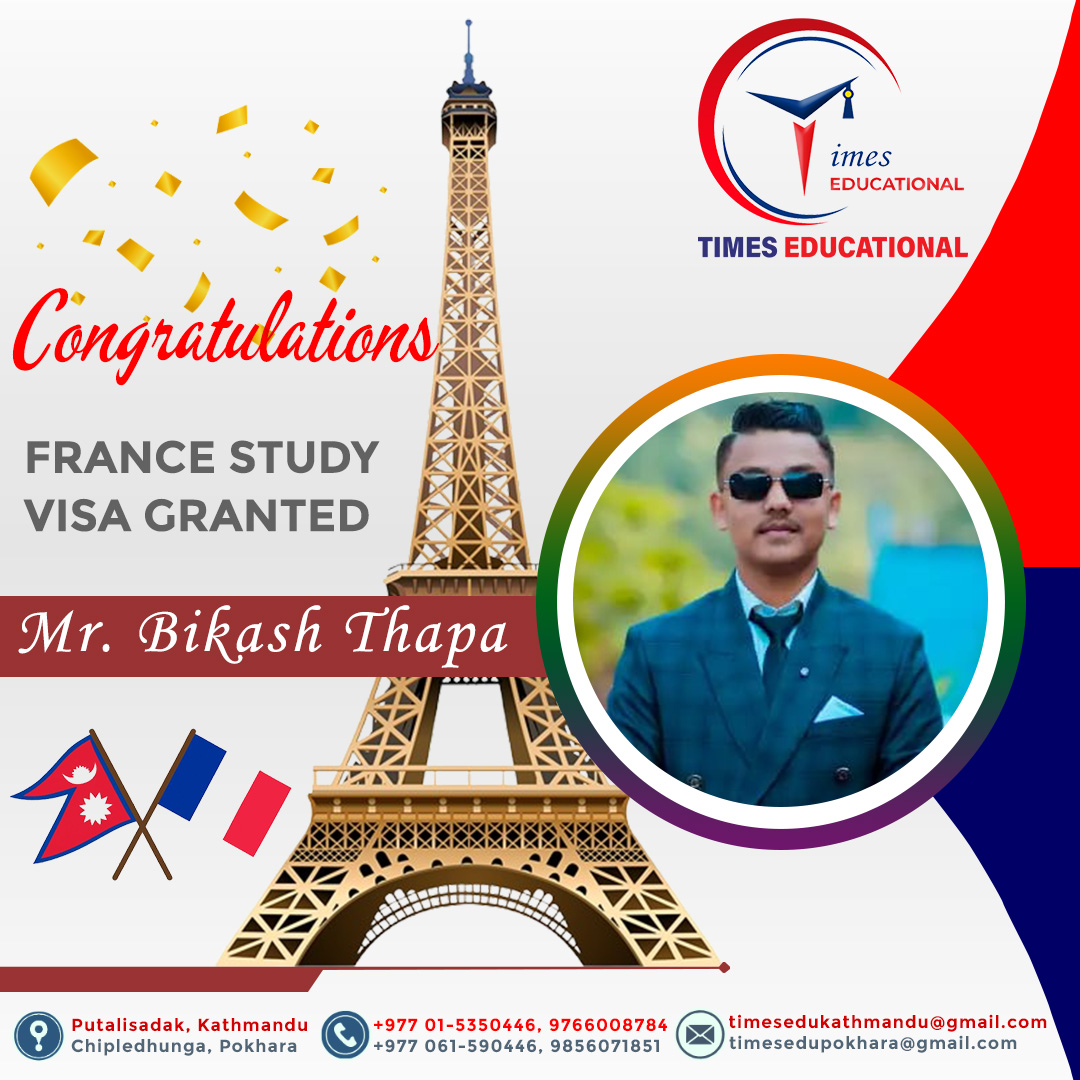 imes
EDUCATIONAL
TIMES EDUCATIONAL
Congratulations
FRANCE STUDY
VISA GRANTED
Mr. Bikash Thapa
Putalisadak, Kathmandu
Chipledhunga, Pokhara
+977 01-5350446, 9766008784
+977 061-590446, 9856071851
timesedukathmandu@gmail.com
timesedupokhara@gmail.com